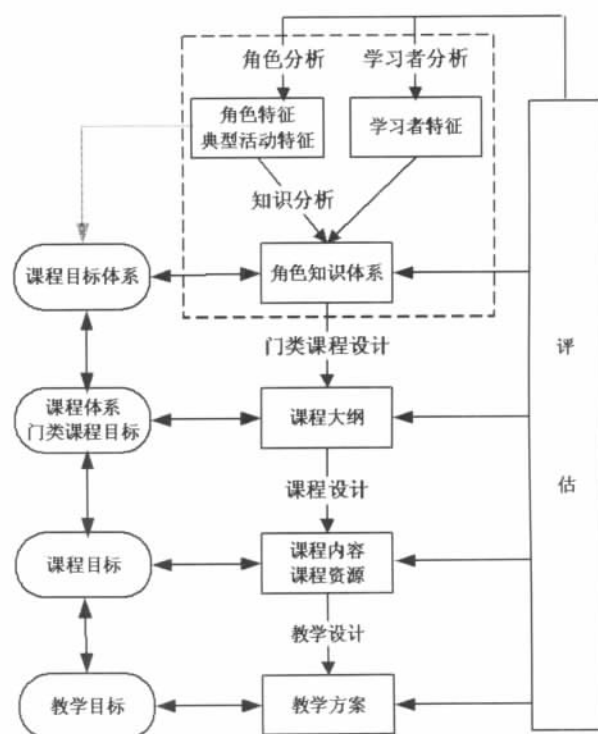 角色分析
学习者分析
角色特征
典型活动特征
学习者特征
知识分析
课程目标体系
角色知识体系
门类课程设计
评
课程体系
门类课程目标
课程大纲
课程设计
估
课程目标
课程内容
课程资源
教学设计
教学目标
教学方案